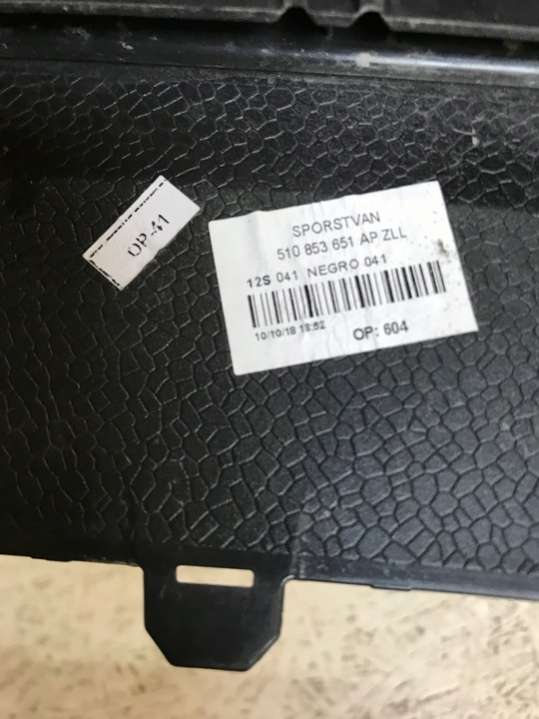 OP-41
SPORSTVAN
510 853 651 AP ZLL
12S 041 NEGRO 041
10/10/18 18:52
OP: 604